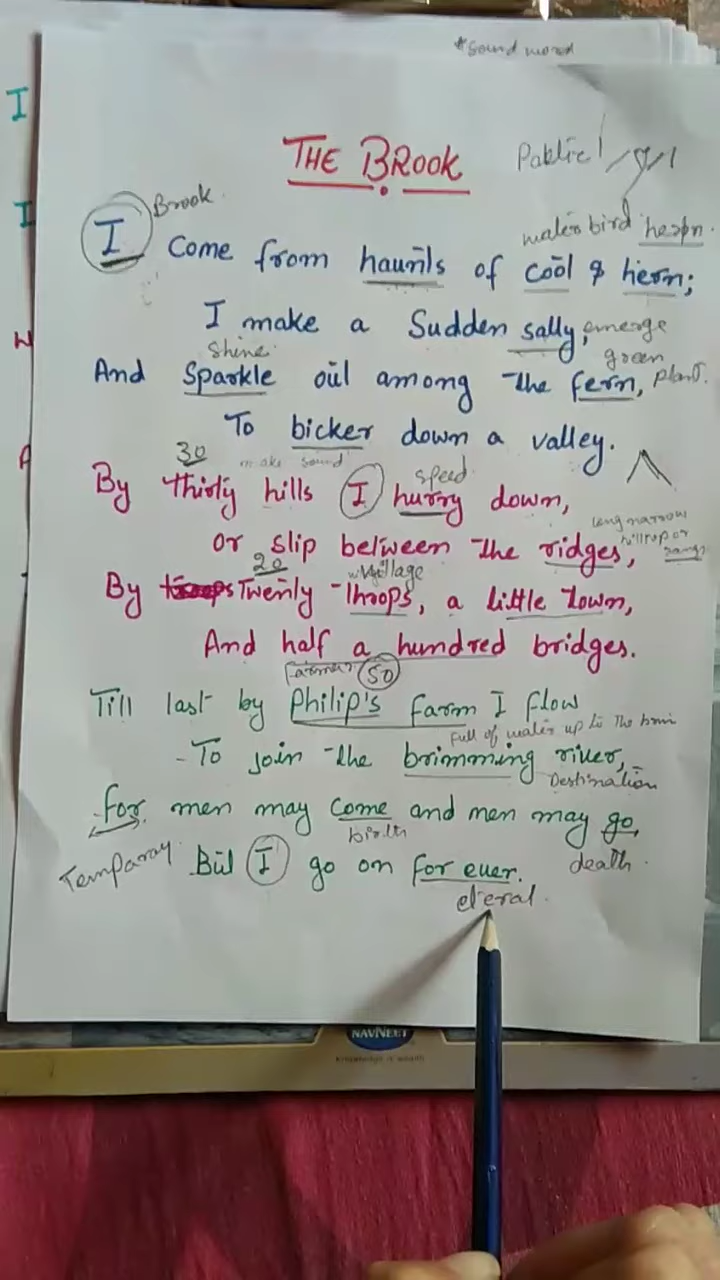 *Sound word
I
THE BROOK
Public
Brook
I
water bird heron.
I Come from haunts of cool & hern;
I make a Sudden sally, emerge
Shine
green
And Sparkle out among the fern, plant.
To bicker down a valley.
30
make sound
speed
By thirty hills I hurry down,
long narrow
hilltop or
Or slip between the ridges, range
20
village
By Twenty throps, a little town,
And half a hundred bridges.
Farmer 50
Till last by Philip's farm I flow
full of water up to the brim
To join the brimming river,
Destination
For men may come and men may go,
birth
Temparay
But I go on for ever.
death.
eteral.
NAVNEET